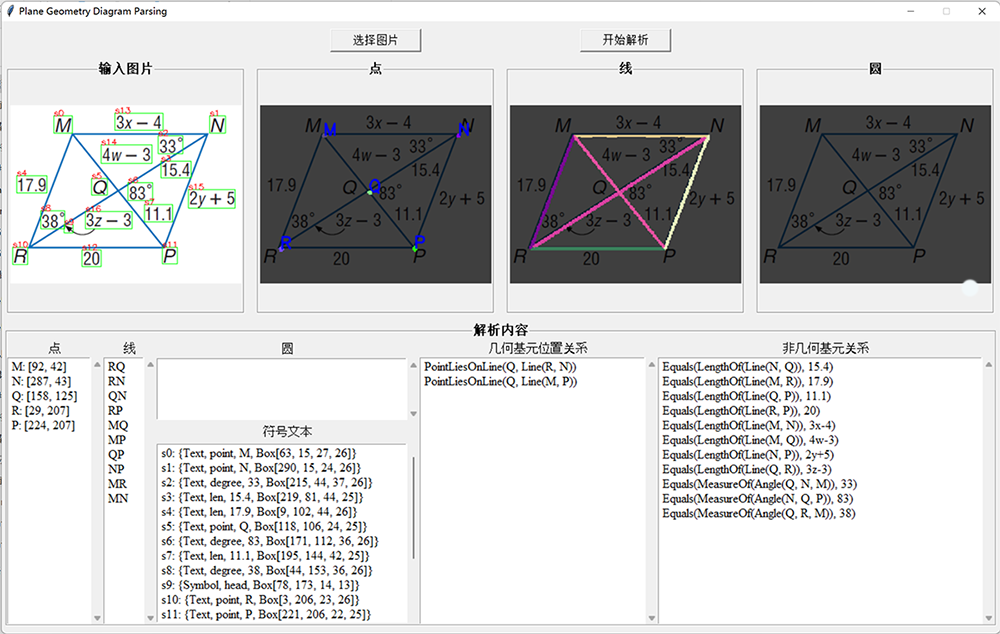 Plane Geometry Diagram Parsing
选择图片
开始解析
输入图片
点
线
圆
s0
s13
s1
M
3x − 4
N
s2
s14
33°
4w − 3
s3
15.4
s4
17.9
s5
Q
s6
83°
s15
2y + 5
s7
11.1
s8
38°
s9
s16
3z − 3
s10
R
s12
20
s11
P
M
M
3x − 4
N
N
33°
4w − 3
15.4
17.9
Q
Q
83°
2y + 5
11.1
38°
3z − 3
R
R
20
P
P
M
3x − 4
N
33°
4w − 3
15.4
17.9
Q
83°
2y + 5
11.1
38°
3z − 3
R
20
P
M
3x − 4
N
33°
4w − 3
15.4
17.9
Q
83°
2y + 5
11.1
38°
3z − 3
R
20
P
解析内容
点
M: [92, 42]
N: [287, 43]
Q: [158, 125]
R: [29, 207]
P: [224, 207]
线
RQ
RN
QN
RP
MQ
MP
QP
NP
MR
MN
圆
符号文本
s0: {Text, point, M, Box[63, 15, 27, 26]}
s1: {Text, point, N, Box[290, 15, 24, 26]}
s2: {Text, degree, 33, Box[215, 44, 37, 26]}
s3: {Text, len, 15.4, Box[219, 81, 44, 25]}
s4: {Text, len, 17.9, Box[9, 102, 44, 26]}
s5: {Text, point, Q, Box[118, 106, 24, 25]}
s6: {Text, degree, 83, Box[171, 112, 36, 26]}
s7: {Text, len, 11.1, Box[195, 144, 42, 25]}
s8: {Text, degree, 38, Box[44, 153, 36, 26]}
s9: {Symbol, head, Box[78, 173, 14, 13]}
s10: {Text, point, R, Box[3, 206, 23, 26]}
s11: {Text, point, P, Box[221, 206, 22, 25]}
几何基元位置关系
PointLiesOnLine(Q, Line(R, N))
PointLiesOnLine(Q, Line(M, P))
非几何基元关系
Equals(LengthOf(Line(N, Q)), 15.4)
Equals(LengthOf(Line(M, R)), 17.9)
Equals(LengthOf(Line(Q, P)), 11.1)
Equals(LengthOf(Line(R, P)), 20)
Equals(LengthOf(Line(M, N)), 3x-4)
Equals(LengthOf(Line(M, Q)), 4w-3)
Equals(LengthOf(Line(N, P)), 2y+5)
Equals(LengthOf(Line(Q, R)), 3z-3)
Equals(MeasureOf(Angle(Q, N, M)), 33)
Equals(MeasureOf(Angle(N, Q, P)), 83)
Equals(MeasureOf(Angle(Q, R, M)), 38)